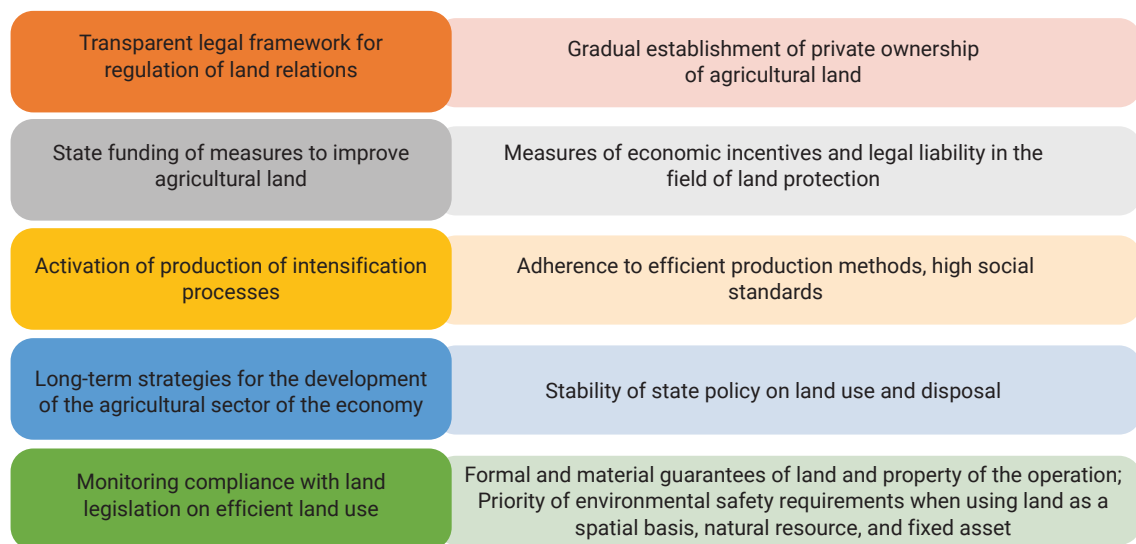 Transparent legal framework for
regulation of land relations
Gradual establishment of private ownership
of agricultural land
State funding of measures to improve
agricultural land
Measures of economic incentives and legal liability in the
field of land protection
Activation of production of intensification
processes
Adherence to efficient production methods, high social
standards
Long-term strategies for the development
of the agricultural sector of the economy
Stability of state policy on land use and disposal
Monitoring compliance with land
legislation on efficient land use
Formal and material guarantees of land and property of the operation;
Priority of environmental safety requirements when using land as a
spatial basis, natural resource, and fixed asset